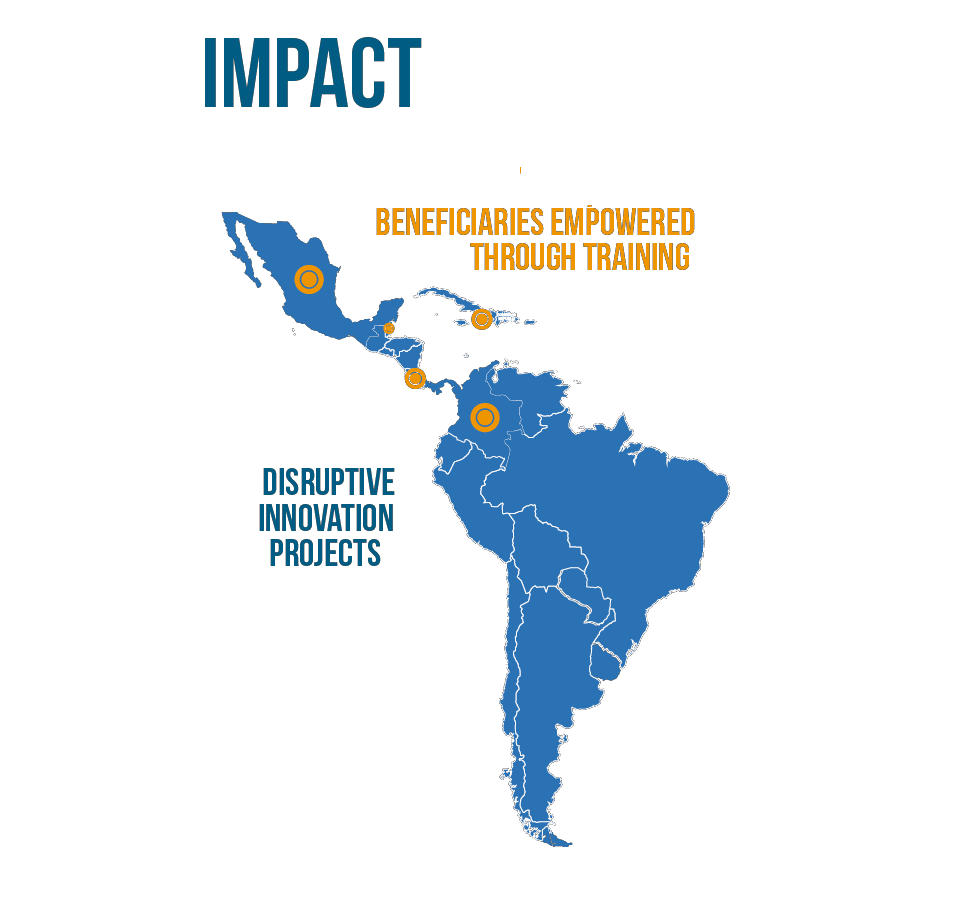 IMPACT
BENEFICIARIES EMPOWERED
THROUGH TRAINING
DISRUPTIVE
INNOVATION
PROJECTS